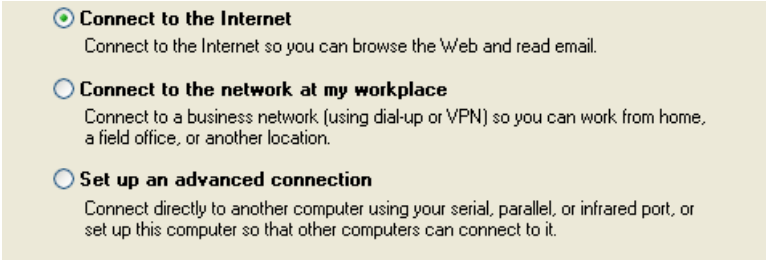 Connect to the Internet
Connect to the Internet so you can browse the Web and read email.
Connect to the network at my workplace
Connect to a business network (using dial-up or VPN) so you can work from home,
a field office, or another location.
Set up an advanced connection
Connect directly to another computer using your serial, parallel, or infrared port, or
set up this computer so that other computers can connect to it.